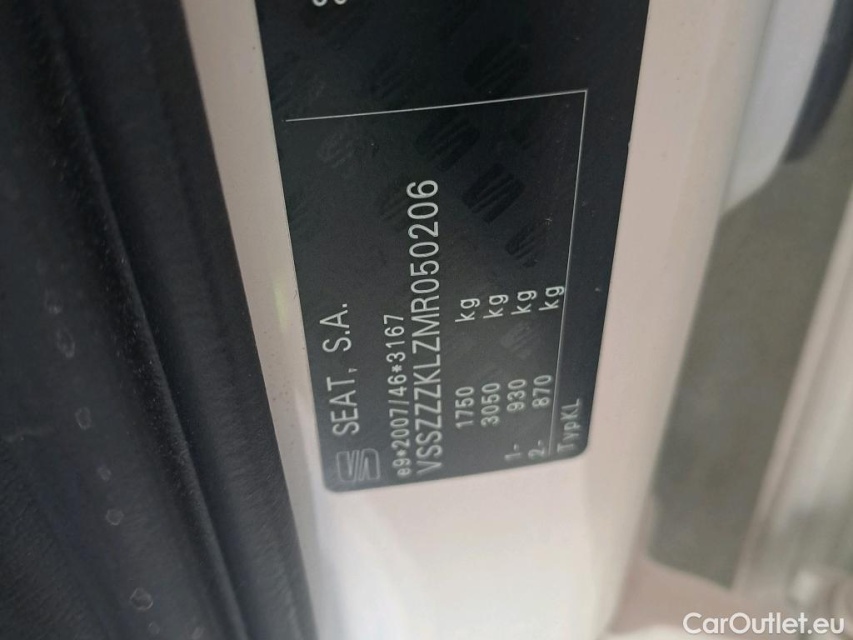 SEAT, S.A.
e9*2007/46*3167
VSSZZZKLZMR050206
1750 kg
3050 kg
1- 930 kg
2- 870 kg
TypKL
CarOutlet.eu